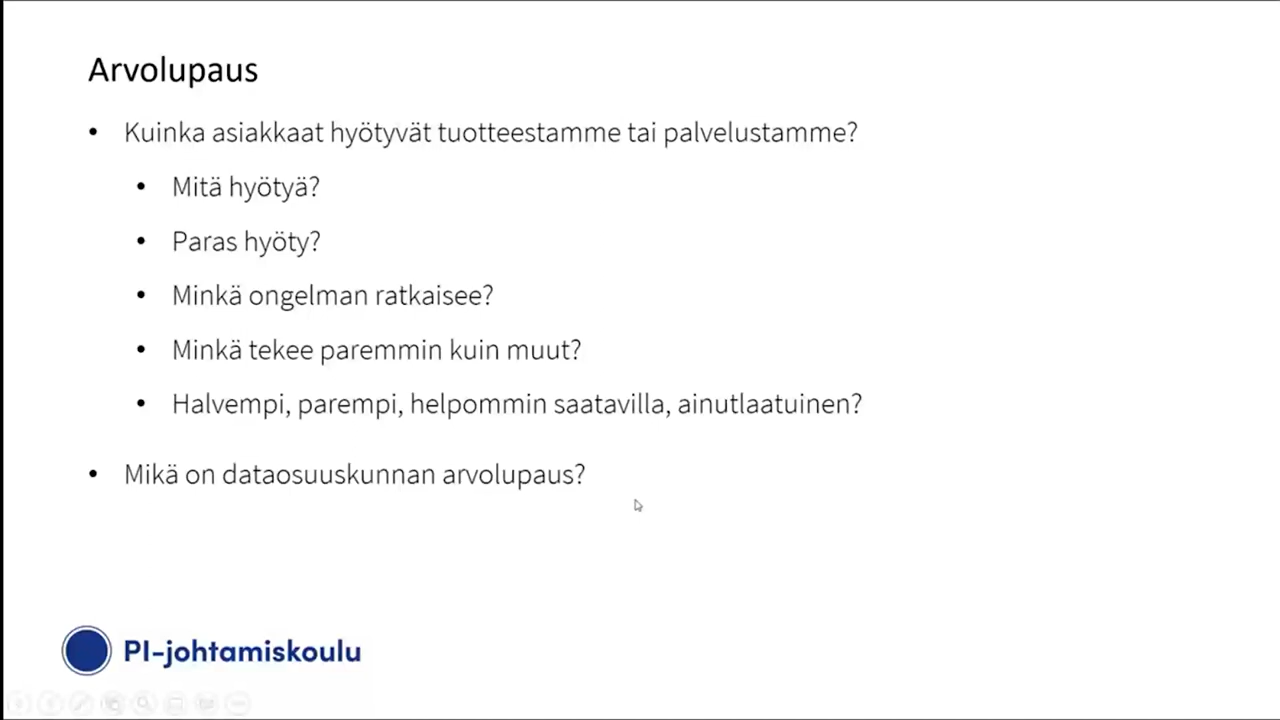 Arvolupaus
• Kuinka asiakkaat hyötyvät tuotteestamme tai palvelustamme?
• Mitä hyötyä?
• Paras hyöty?
• Minkä ongelman ratkaisee?
• Minkä tekee paremmin kuin muut?
• Halvempi, parempi, helpommin saatavilla, ainutlaatuinen?
• Mikä on dataosuuskunnan arvolupaus?
PI-johtamiskoulu